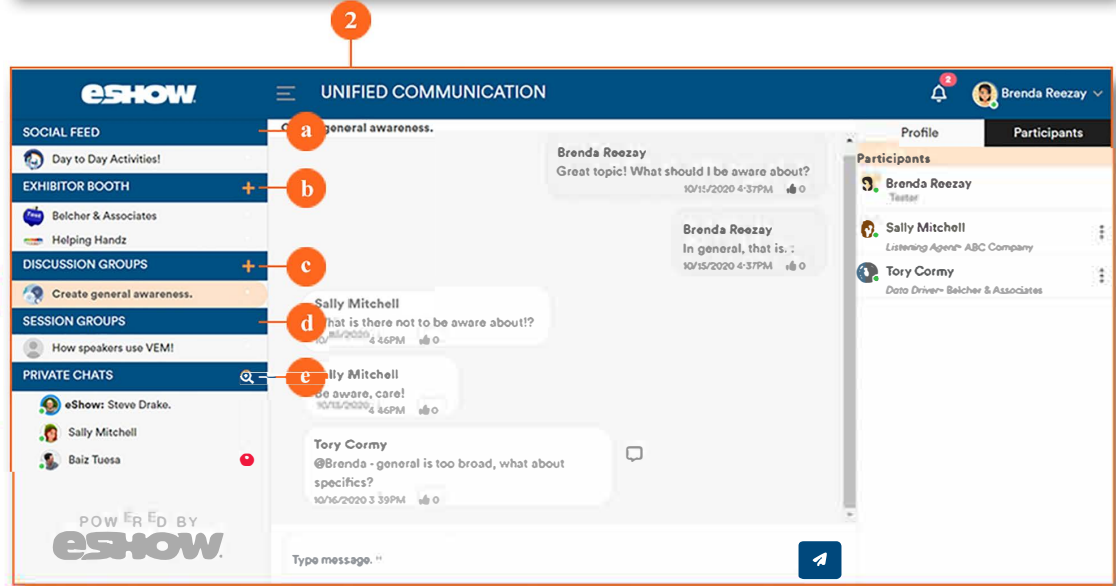 2
eSHOW
UNIFIED COMMUNICATION
2
Brenda Reezay
SOCIAL FEED
a
general awareness.
Profile
Participants
Day to Day Activities!
Brenda Reezay
Great topic! What should I be aware about?
10/15/2020 4:37PM 0
Participants
EXHIBITOR BOOTH +
b
Brenda Reezay
Tester
Belcher & Associates
Helping Handz
Brenda Reezay
In general, that is. :
10/15/2020 4:37PM 0
Sally Mitchell
Listening Agent- ABC Company
DISCUSSION GROUPS +
c
Tory Cormy
Data Driver- Belcher & Associates
Create general awareness.
Sally Mitchell
hat is there not to be aware about!?
4 46PM 0
SESSION GROUPS
d
How speakers use VEM!
PRIVATE CHATS
e
lly Mitchell
e aware, care!
4 46PM 0
eShow: Steve Drake.
Sally Mitchell
Baiz Tuesa
Tory Cormy
@Brenda - general is too broad, what about
specifics?
10/16/2020 3 39PM 0
POWERED BY
eSHOW.
Type message. "